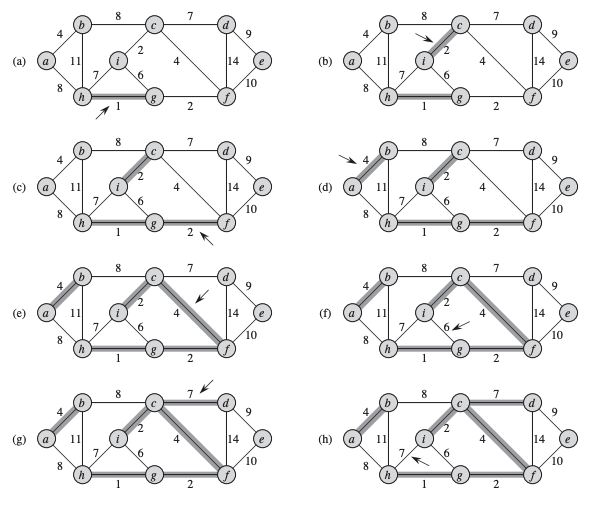 8 7
b c d
4 2 9
(a) a 11 i 4 14 e
7 6
8 10
h g f
1 2
8 7
b c d
4 2 9
(b) a 11 i 4 14 e
7 6
8 10
h g f
1 2
8 7
b c d
4 2 9
(c) a 11 i 4 14 e
7 6
8 10
h g f
1 2
8 7
b c d
4 2 9
(d) a 11 i 4 14 e
7 6
8 10
h g f
1 2
8 7
b c d
4 2 9
(e) a 11 i 4 14 e
7 6
8 10
h g f
1 2
8 7
b c d
4 2 9
(f) a 11 i 4 14 e
7 6
8 10
h g f
1 2
8 7
b c d
4 2 9
(g) a 11 i 4 14 e
7 6
8 10
h g f
1 2
8 7
b c d
4 2 9
(h) a 11 i 4 14 e
7 6
8 10
h g f
1 2